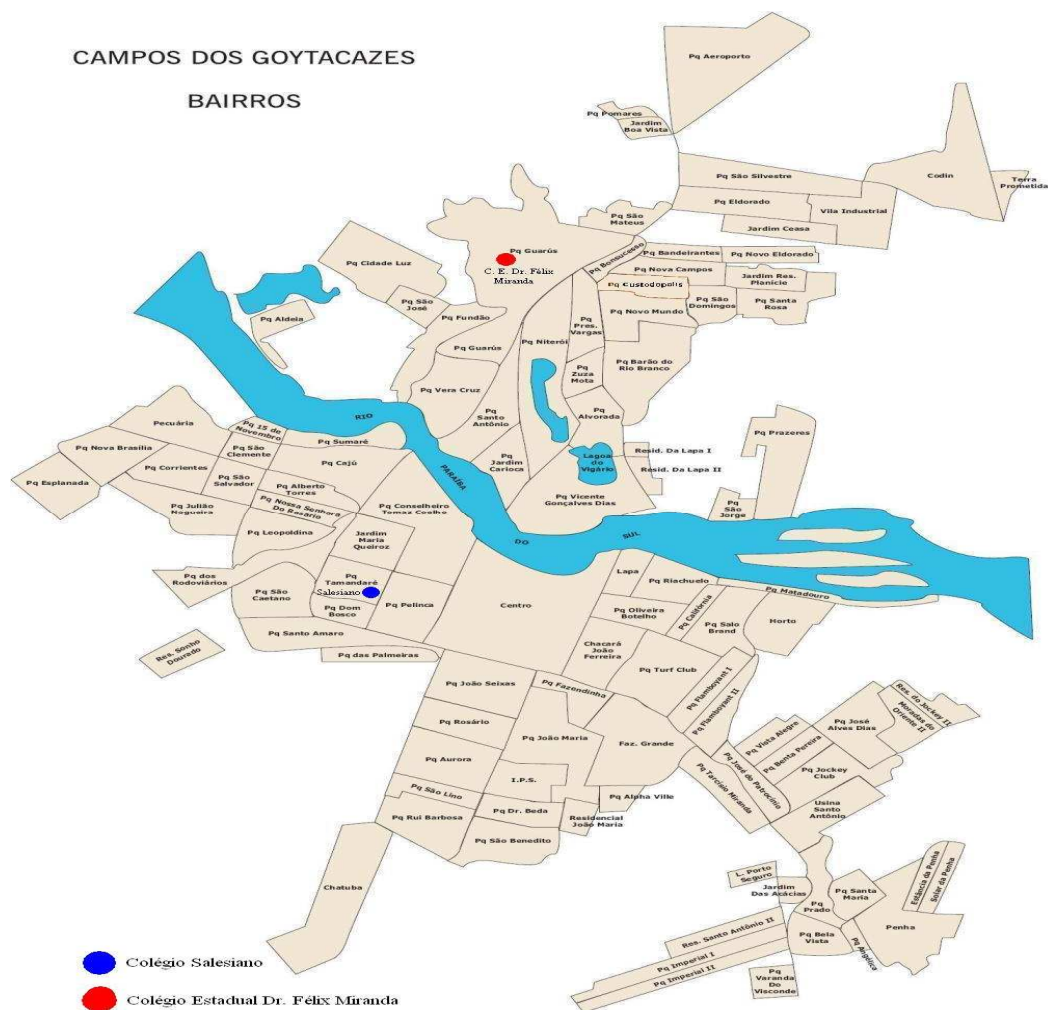 CAMPOS DOS GOYTACAZES
BAIRROS
Pq Aeroporto
Pq Pomares
Jardim
Boa Vista
Pq São Silvestre
Codin
Terra
Prometida
Pq Eldorado
Vila Industrial
Jardim Ceasa
Pq São
Mateus
Pq Guarús
C. E. Dr. Félix
Miranda
Pq Bonsucesso
Pq Bandeirantes
Pq Novo Eldorado
Pq Cidade Luz
Pq Nova Campos
Jardim Res.
Planície
Pq Custodopolis
Pq São
José
Pq São
Domingos
Pq Santa
Rosa
Pq Aldeia
Pq Fundão
Pq
Pres.
Vargas
Pq Novo Mundo
Pq Guarús
Pq Niterói
Pq Barão do
Rio Branco
Pq
Zuza
Mota
Pq Vera Cruz
Pq
Santo
Antônio
Pq
Alvorada
RIO
PARAÍBA
DO
SUL
Pecuária
Pq 15 de
Novembro
Pq Sumaré
Pq Prazeres
Pq Nova Brasília
Pq São
Clemente
Pq Cajú
Pq
Jardim
Carioca
Lagoa
do
Vigário
Resid. Da Lapa I
Resid. Da Lapa II
Pq Corrientes
Pq São
Salvador
Pq Alberto
Torres
Pq Esplanada
Pq Julião
Nogueira
Pq Nossa Senhora
Do Rosário
Pq Conselheiro
Tomaz Coelho
Pq Vicente
Gonçalves Dias
Pq
São
Jorge
Pq Leopoldina
Jardim
Maria
Queiroz
Pq dos
Rodoviários
Pq
Tamandaré
Salesiano
Lapa
Pq Riachuelo
Pq Matadouro
Pq São
Caetano
Pq Dom
Bosco
Pq Pelinca
Centro
Pq Oliveira
Botelho
Pq Califórnia
Pq Salo
Brand
Horto
Pq Santo Amaro
Res. Sonho
Dourado
Pq das Palmeiras
Chacará
João
Ferreira
Pq Turf Club
Pq Flamboyant I
Pq Flamboyant II
Pq João Seixas
Pq Fazendinha
Pq Rosário
Pq João Maria
Faz. Grande
Res. do Jockey II
Moradas do
Oriente II
Pq José
Alves Dias
Pq Vista Alegre
Pq Benta Pereira
Pq Jockey
Club
Pq Aurora
I.P.S.
Pq José do Patrocínio
Pq Tarcísio Miranda
Pq São Lino
Pq Alpha Ville
Usina
Santo
Antônio
Pq Rui Barbosa
Pq Dr. Beda
Residencial
João Maria
Pq São Benedito
Chatuba
L. Porto
Seguro
Jardim
Das Acácias
Pq Santa
Maria
Estância da Penha
Solar da Penha
Pq
Prado
Penha
Res. Santo Antônio II
Pq Bela
Vista
Pq Angélica
Pq Imperial I
Pq Imperial II
Pq
Varanda
Do
Visconde
Colégio Salesiano
Colégio Estadual Dr. Félix Miranda